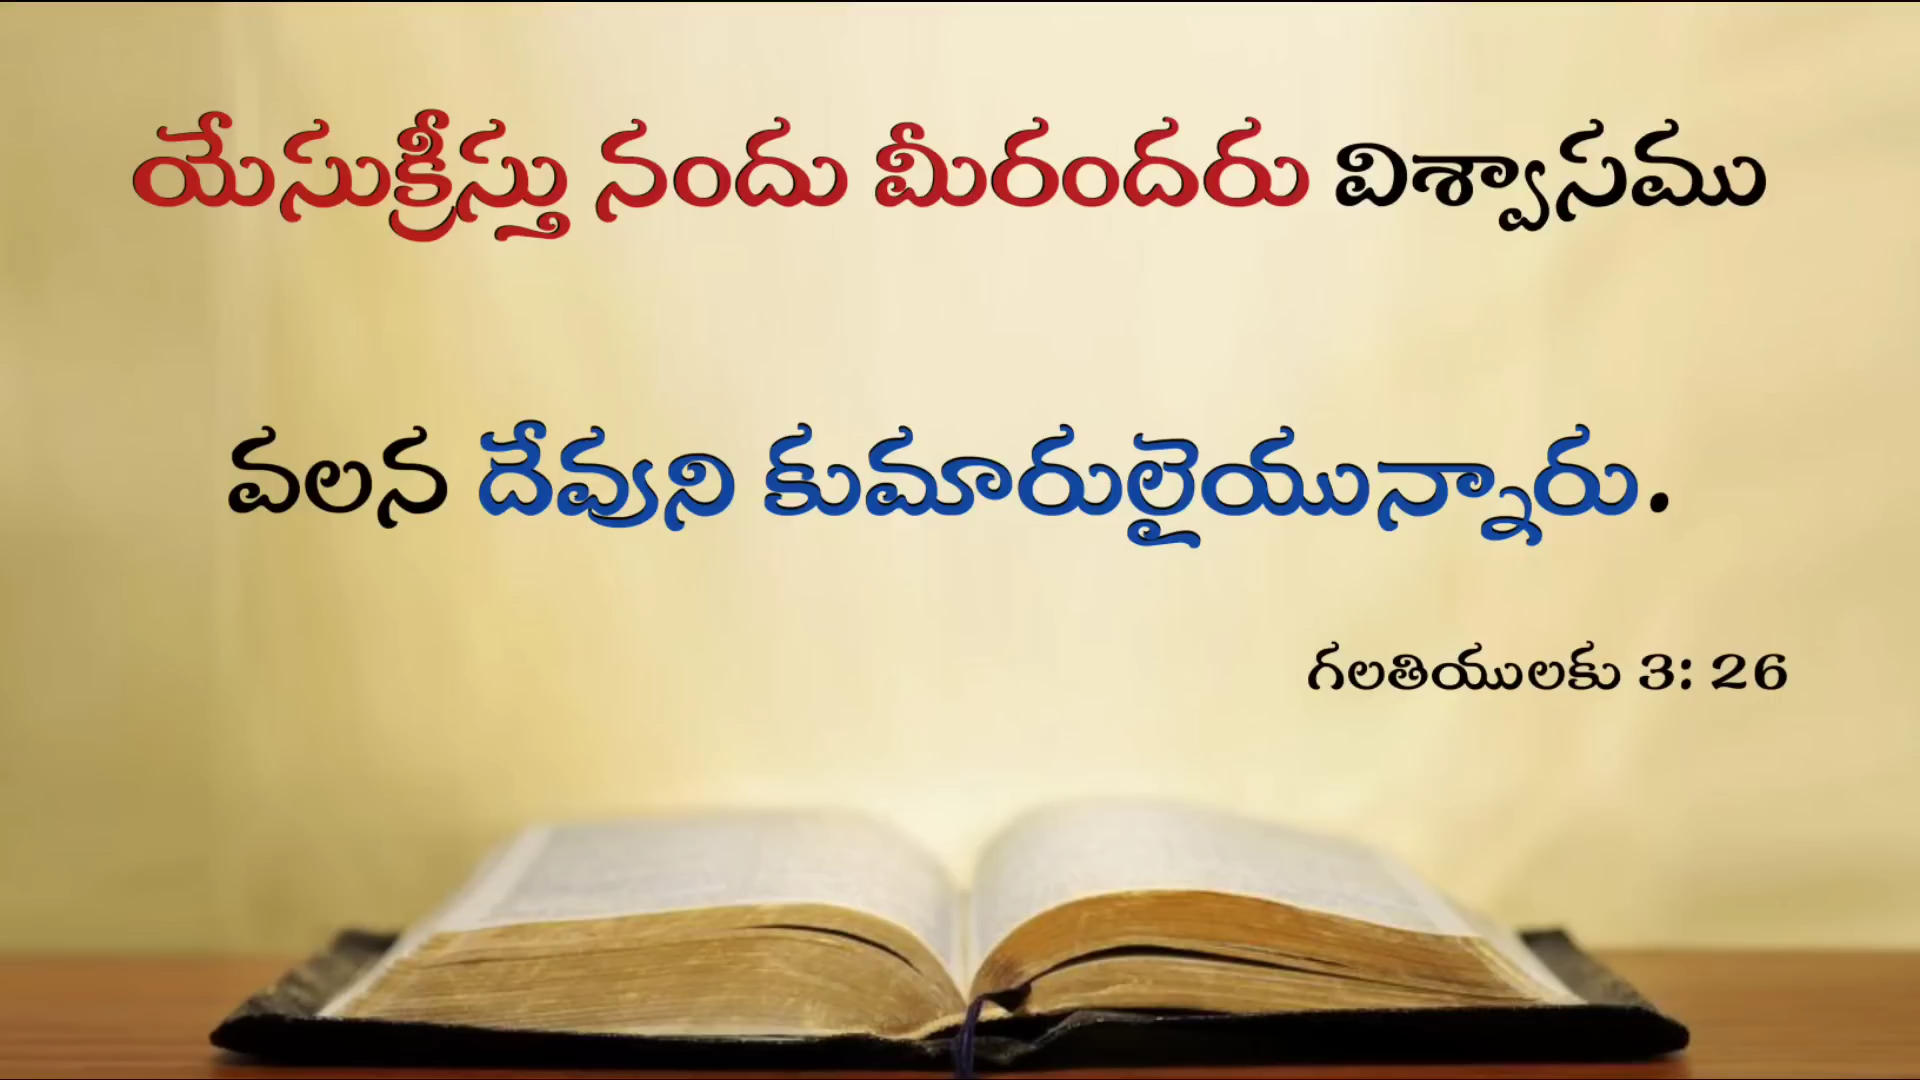 యేసుక్రీస్తు నందు మీరందరు విశ్వాసము
వలన దేవుని కుమారులైయున్నారు.
గలతియులకు 3: 26